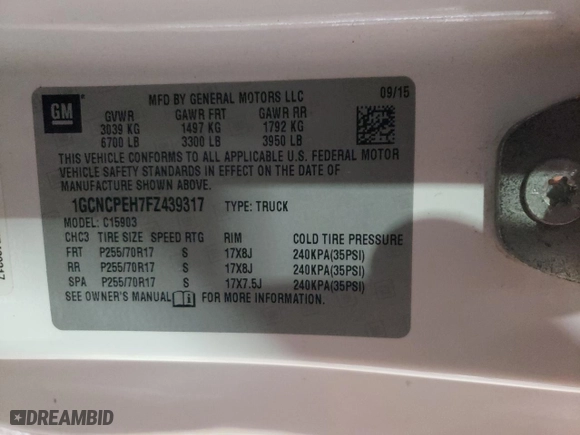 GM
MFD BY GENERAL MOTORS LLC 09/15
GVWR GAWR FRT GAWR RR
3039 KG 1497 KG 1792 KG
6700 LB 3300 LB 3950 LB
THIS VEHICLE CONFORMS TO ALL APPLICABLE U.S. FEDERAL MOTOR
VEHICLE SAFETY STANDARDS IN EFFECT ON THE DATE OF
MANUFACTURE SHOWN ABOVE.
1GCNCPEH7FZ439317 TYPE: TRUCK
MODEL: C15903
CHC3 TIRE SIZE SPEED RTG RIM COLD TIRE PRESSURE
FRT P255/70R17 S 17X8J 240KPA(35PSI)
RR P255/70R17 S 17X8J 240KPA(35PSI)
SPA P255/70R17 S 17X7.5J 240KPA(35PSI)
SEE OWNER'S MANUAL FOR MORE INFORMATION.
DREAMBID